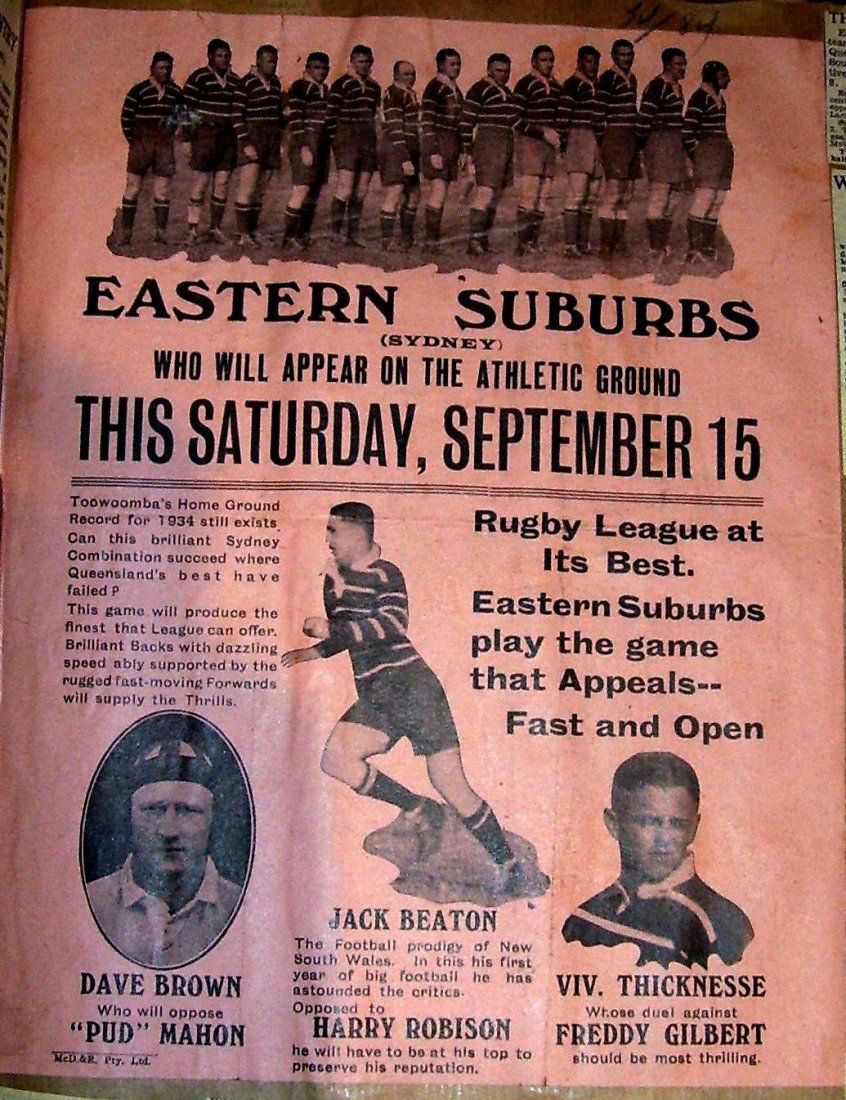 EASTERN SUBURBS
(SYDNEY)
WHO WILL APPEAR ON THE ATHLETIC GROUND
THIS SATURDAY, SEPTEMBER 15
Toowoomba's Home Ground
Record for 1934 still exists.
Can this brilliant Sydney
Combination succeed where
Queensland's best have
failed?
This game will produce the
finest that League can offer.
Brilliant Backs with dazzling
speed ably supported by the
rugged fast-moving Forwards
will supply the Thrills.
Rugby League at
Its Best.
Eastern Suburbs
play the game
that Appeals--
Fast and Open
DAVE BROWN
Who will oppose
"PUD" MAHON
McD.&R. Pty. Ltd.
JACK BEATON
The Football prodigy of New
South Wales. In this his first
year of big football he has
astounded the critics.
Opposed to
HARRY ROBISON
he will have to be at his top to
preserve his reputation.
VIV. THICKNESSE
Whose duel against
FREDDY GILBERT
should be most thrilling.